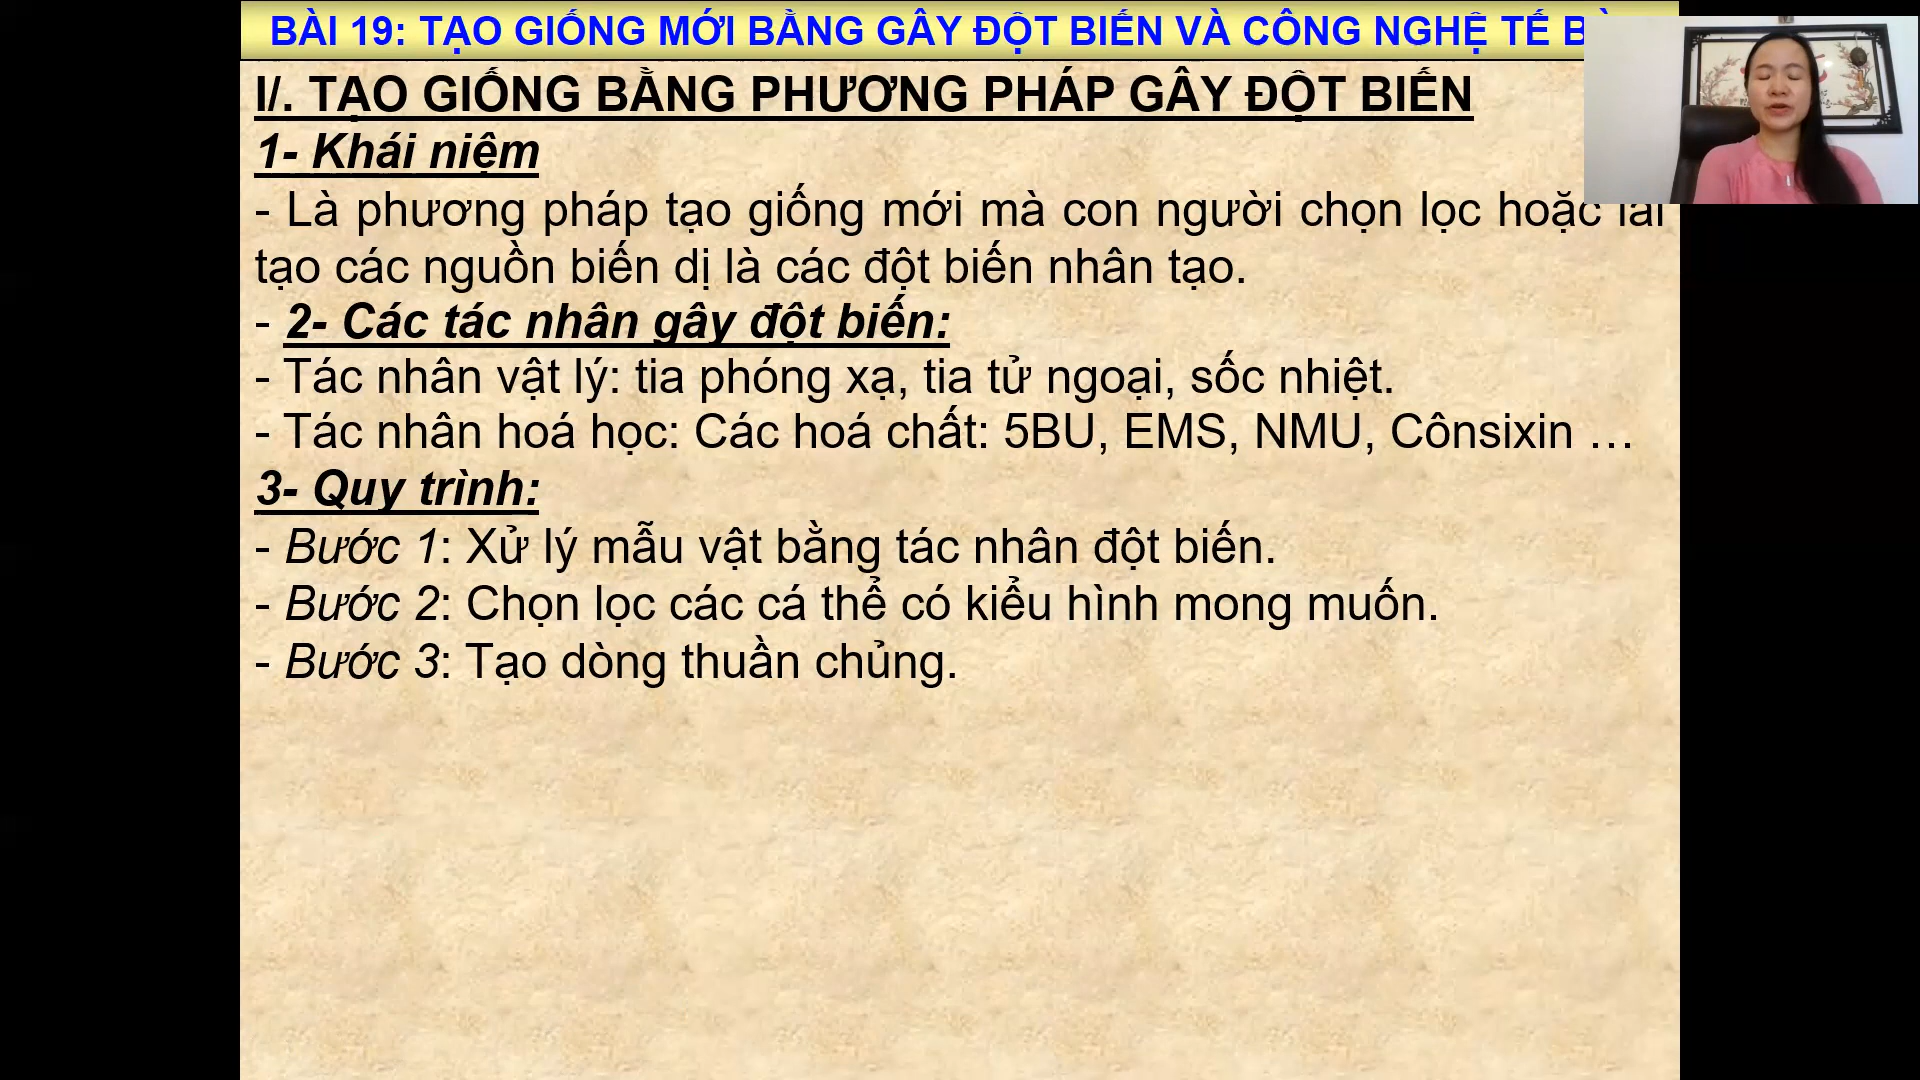 BÀI 19: TẠO GIỐNG MỚI BẰNG GÂY ĐỘT BIẾN VÀ CÔNG NGHỆ TẾ
I/. TẠO GIỐNG BẰNG PHƯƠNG PHÁP GÂY ĐỘT BIẾN
1- Khái niệm
- Là phương pháp tạo giống mới mà con người chọn lọc hoặc lai
tạo các nguồn biến dị là các đột biến nhân tạo.
- 2- Các tác nhân gây đột biến:
- Tác nhân vật lý: tia phóng xạ, tia tử ngoại, sốc nhiệt.
- Tác nhân hoá học: Các hoá chất: 5BU, EMS, NMU, Cônsixin …
3- Quy trình:
- Bước 1: Xử lý mẫu vật bằng tác nhân đột biến.
- Bước 2: Chọn lọc các cá thể có kiểu hình mong muốn.
- Bước 3: Tạo dòng thuần chủng.